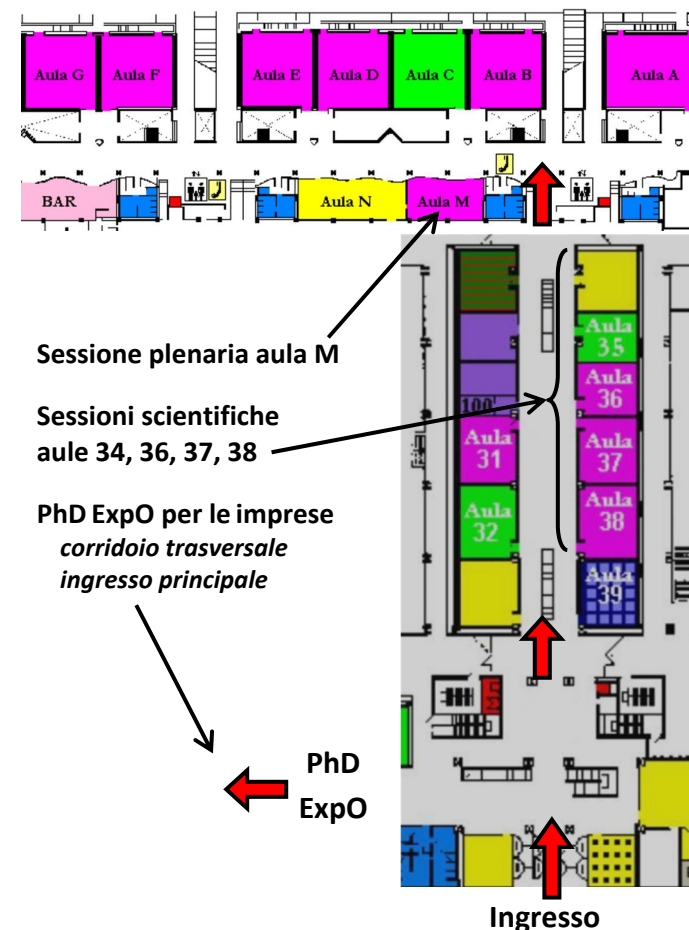 Aula G
Aula F
Aula E
Aula D
Aula C
Aula B
Aula A
BAR
Aula N
Aula M
Sessione plenaria aula M
Sessioni scientifiche
aule 34, 36, 37, 38
PhD ExpO per le imprese
corridoio trasversale
ingresso principale
Aula
35
Aula
36
100
Aula
31
Aula
37
Aula
32
Aula
38
Aula
39
PhD
ExpO
Ingresso